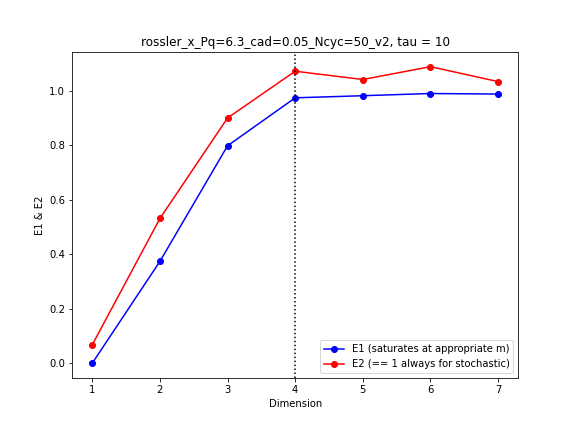 rossler_x_Pq=6.3_cad=0.05_Ncyc=50_v2, tau = 10
E1 & E2
1.0
0.8
0.6
0.4
0.2
0.0
E1 (saturates at appropriate m)
E2 (== 1 always for stochastic)
1 2 3 4 5 6 7
Dimension